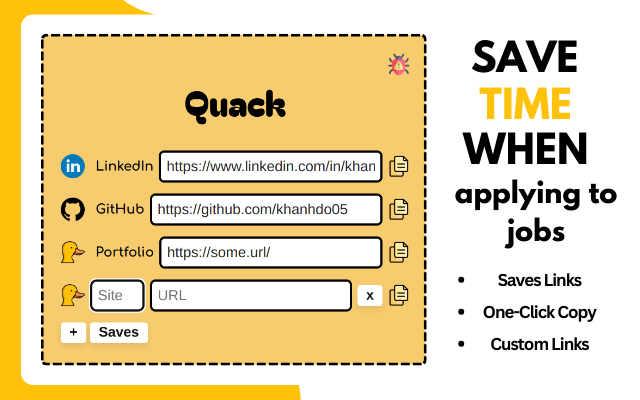 Quack
in LinkedIn https://www.linkedin.com/in/khan
GitHub https://github.com/khanhdo05
Portfolio https://some.url/
Site URL x
+ Saves
SAVE
TIME
WHEN
applying to
jobs
• Saves Links
• One-Click Copy
• Custom Links